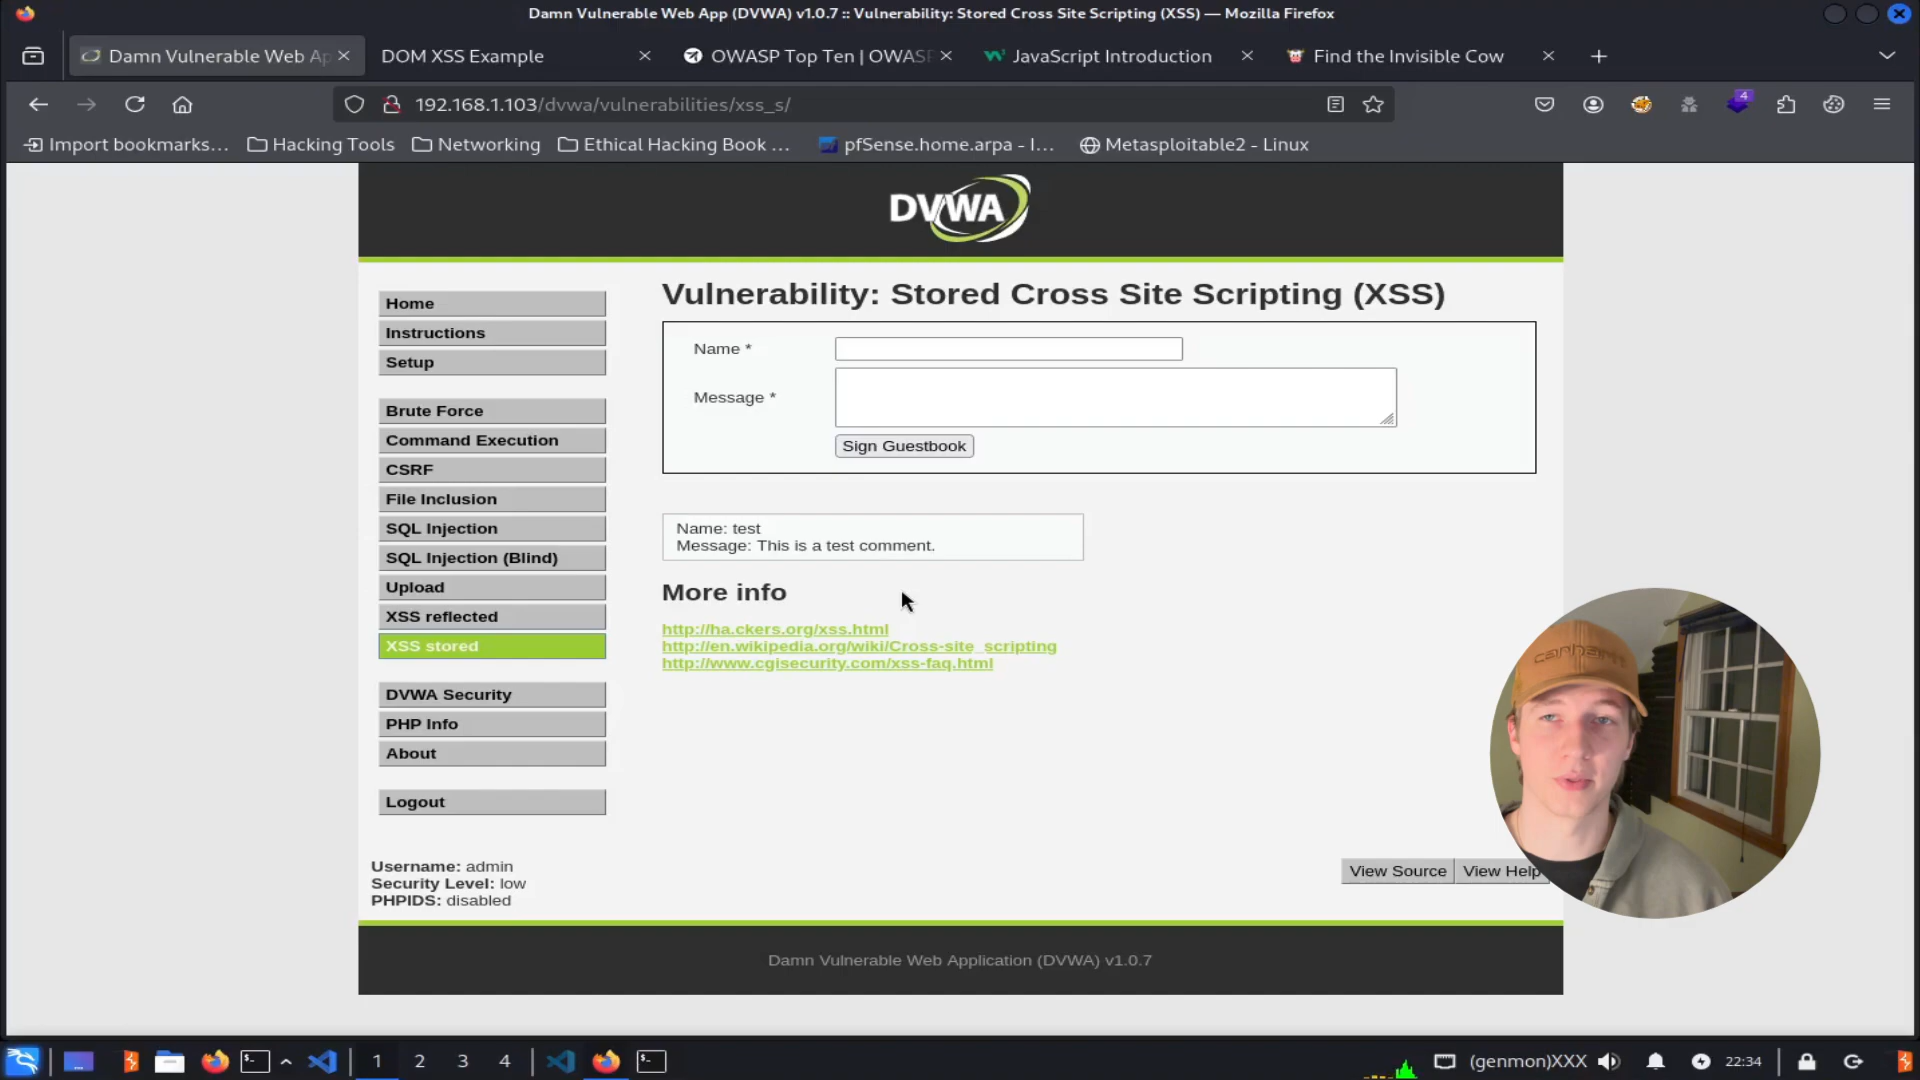 Damn Vulnerable Web App (DVWA) v1.0.7 :: Vulnerability: Stored Cross Site Scripting (XSS) — Mozilla Firefox
Damn Vulnerable Web Ap
DOM XSS Example
OWASP Top Ten | OWASP
JavaScript Introduction
Find the Invisible Cow
192.168.1.103/dvwa/vulnerabilities/xss_s/
4
Import bookmarks...
Hacking Tools
Networking
Ethical Hacking Book ...
pfSense.home.arpa - I...
Metasploitable2 - Linux
DVWA
Home
Instructions
Setup
Brute Force
Command Execution
CSRF
File Inclusion
SQL Injection
SQL Injection (Blind)
Upload
XSS reflected
XSS stored
DVWA Security
PHP Info
About
Logout
Vulnerability: Stored Cross Site Scripting (XSS)
Name *
Message *
Sign Guestbook
Name: test
Message: This is a test comment.
More info
http://ha.ckers.org/xss.html
http://en.wikipedia.org/wiki/Cross-site_scripting
http://www.cgisecurity.com/xss-faq.html
carhartt
Username: admin
Security Level: low
PHPIDS: disabled
View Source
View Help
Damn Vulnerable Web Application (DVWA) v1.0.7
1
2
3
4
(genmon)XXX
22:34